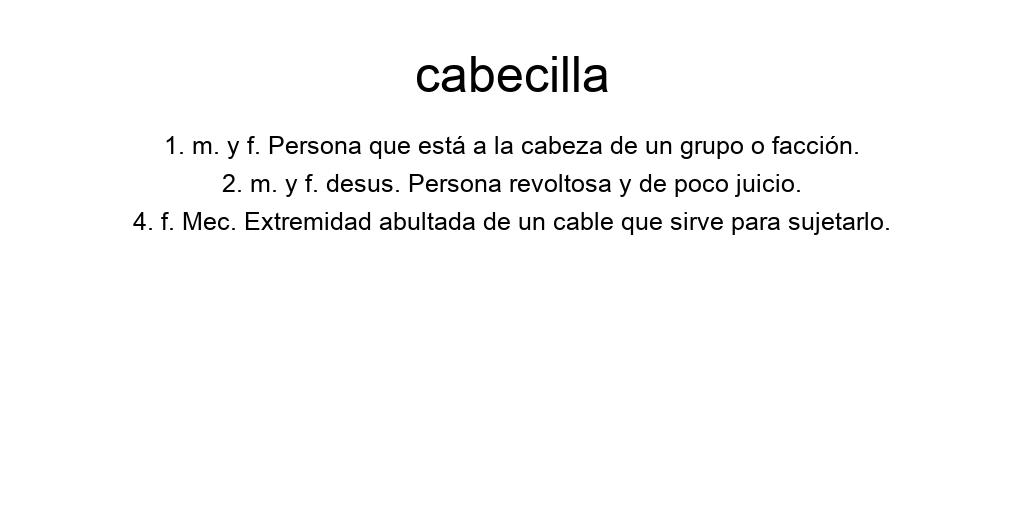 cabecilla
1. m. y f. Persona que está a la cabeza de un grupo o facción.
2. m. y f. desus. Persona revoltosa y de poco juicio.
4. f. Mec. Extremidad abultada de un cable que sirve para sujetarlo.